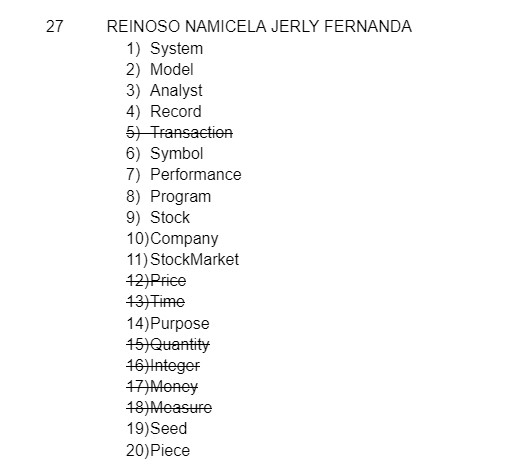 27 REINOSO NAMICELA JERLY FERNANDA
1) System
2) Model
3) Analyst
4) Record
5) Transaction
6) Symbol
7) Performance
8) Program
9) Stock
10)Company
11)StockMarket
12)Price
13)Time
14)Purpose
15)Quantity
16)Integer
17)Money
18)Measure
19)Seed
20)Piece